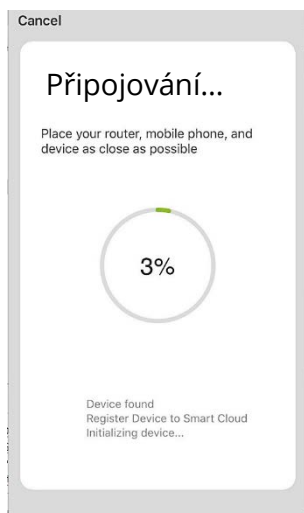 Cancel
Připojování...
Place your router, mobile phone, and
device as close as possible
3%
Device found
Register Device to Smart Cloud
Initializing device...